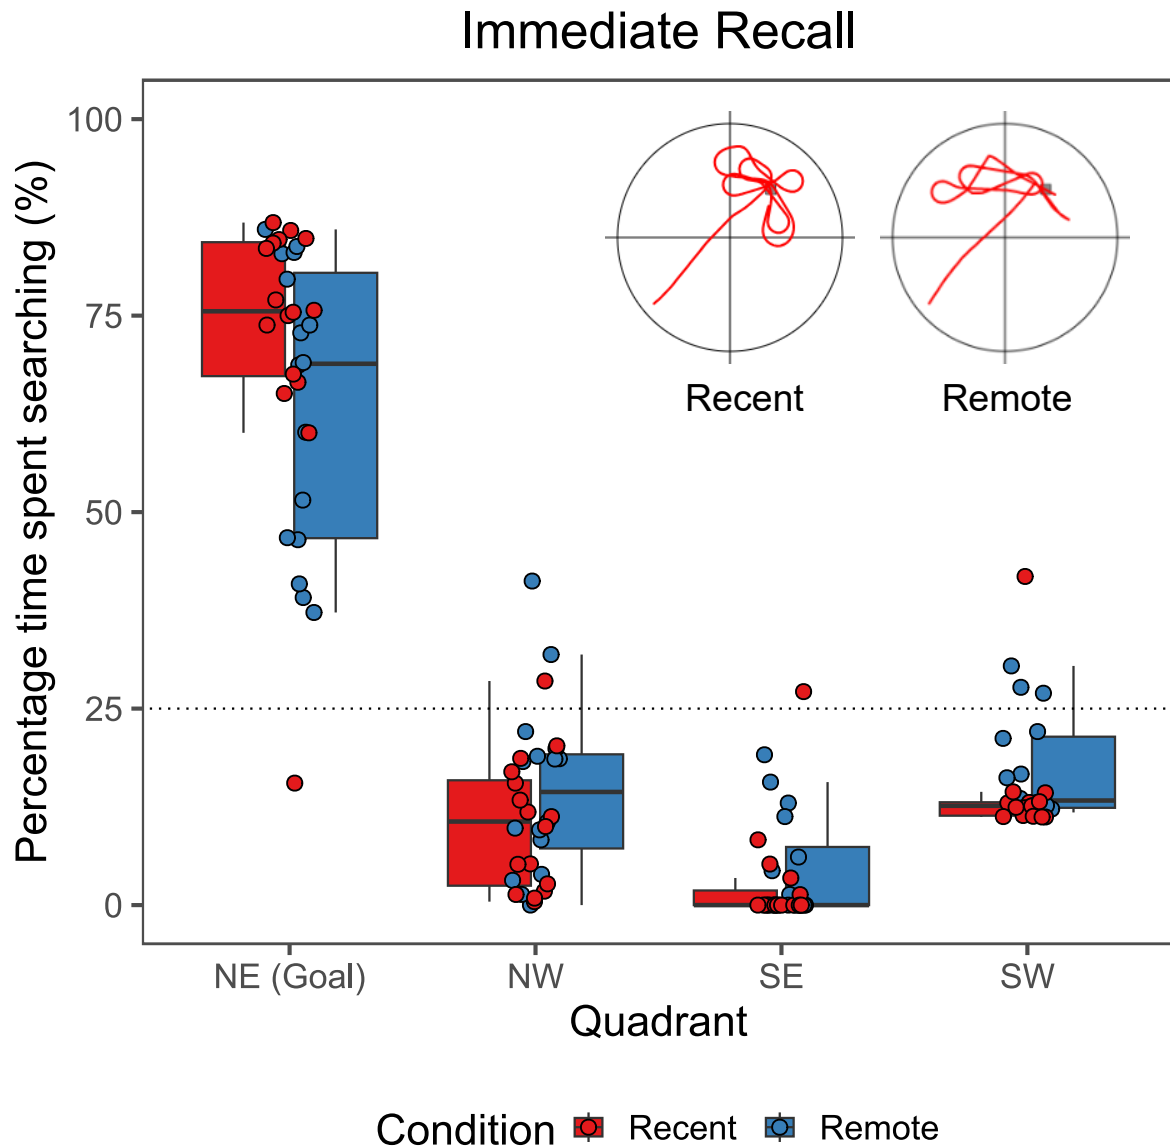 Immediate Recall
Percentage time spent searching (%)
100
75
50
25
0
Recent
Remote
NE (Goal)
NW
SE
SW
Quadrant
Condition Recent Remote